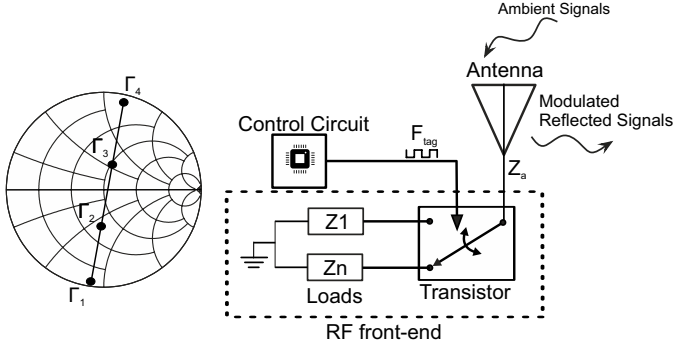 Γ4
Γ3
Γ2
Γ1
Ambient Signals
Antenna
Modulated
Reflected Signals
Control Circuit
Ftag
Za
Z1
Zn
Loads
Transistor
RF front-end